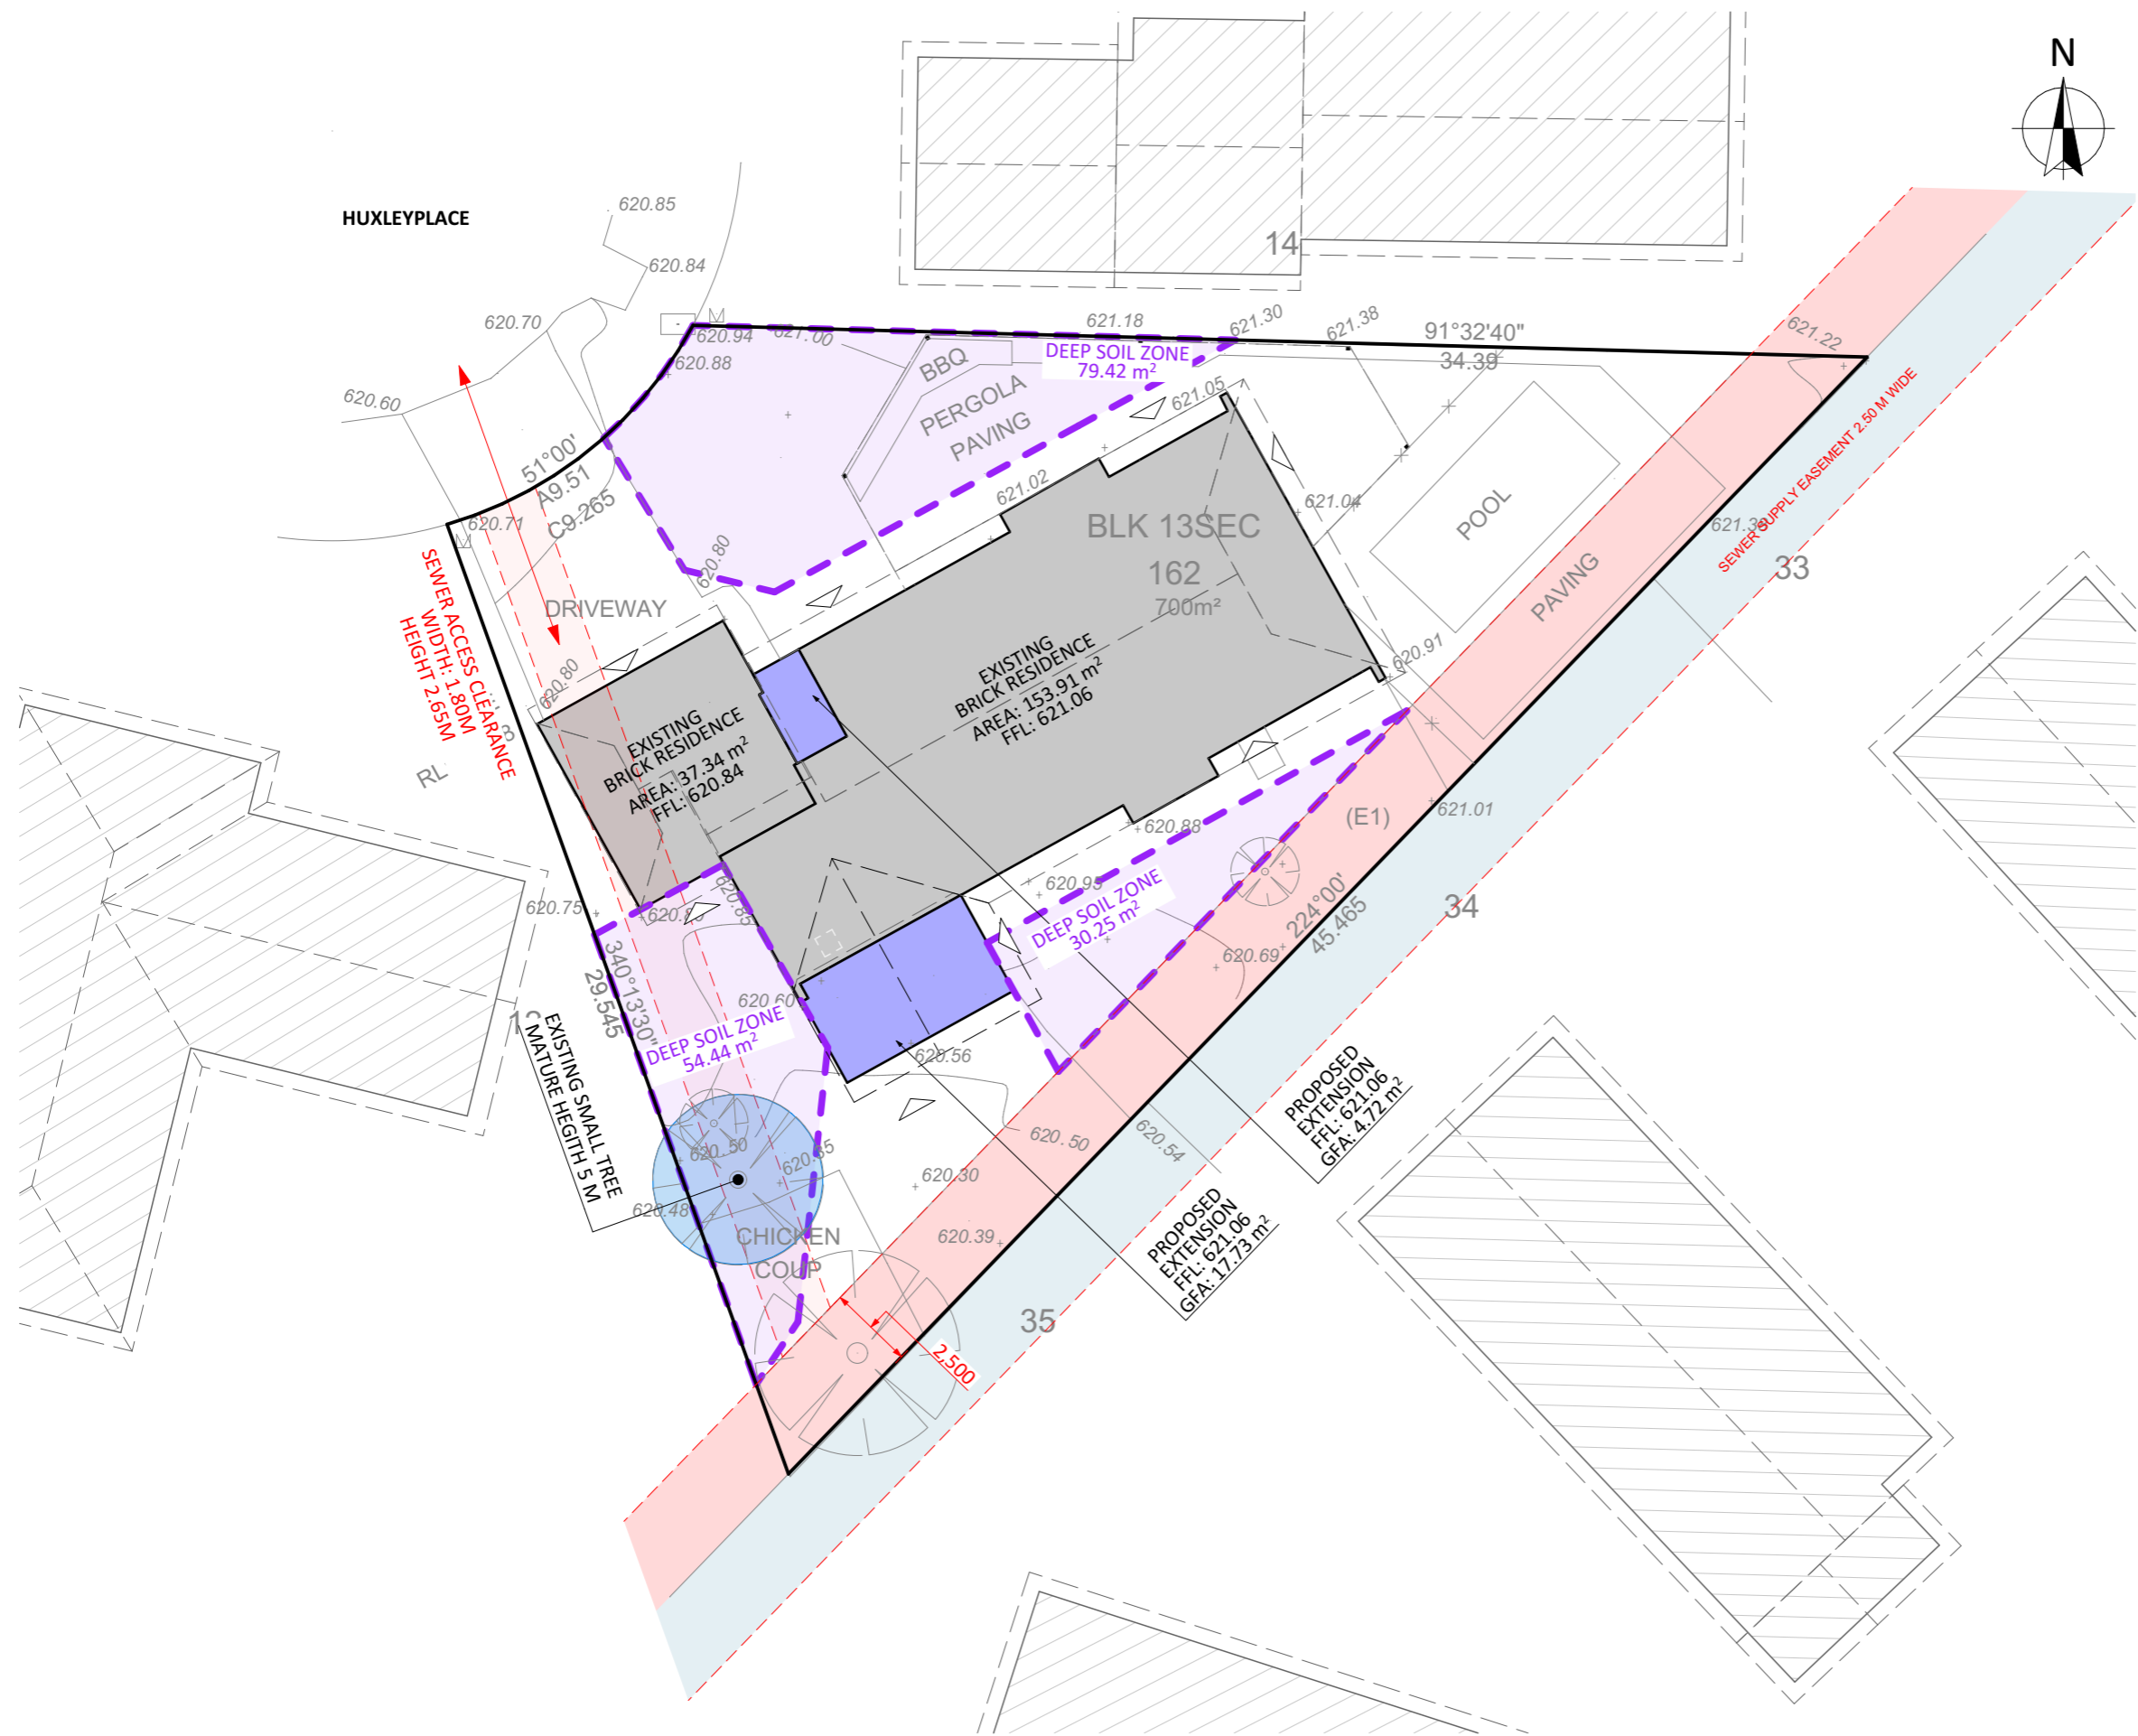 N
HUXLEYPLACE
620.85
620.84
620.70
620.60
14
620.94
620.88
621.00
621.18
621.30
621.38
91°32'40"
34.39
621.22
DEEP SOIL ZONE
79.42 m²
BBQ
PERGOLA
PAVING
621.05
621.02
621.04
51°00'
A9.51
C9.265
620.71
SEWER ACCESS CLEARANCE
WIDTH: 1.80M
HEIGHT 2.65M
DRIVEWAY
620.80
620.80
BLK 13SEC
162
700m²
POOL
PAVING
SEWER SUPPLY EASEMENT 2.50 M WIDE
33
RL
EXISTING
BRICK RESIDENCE
AREA: 37.34 m²
FFL: 620.84
EXISTING
BRICK RESIDENCE
AREA: 153.91 m²
FFL: 621.06
620.91
(E1)
621.01
620.88
620.95
DEEP SOIL ZONE
30.25 m²
34
224°00'
45.465
620.69
620.75
620.85
340°13'30"
29.545
620.60
DEEP SOIL ZONE
54.44 m²
EXISTING SMALL TREE
MATURE HEGITH 5 M
620.56
620.50
620.54
620.50
620.48
620.30
620.39
CHICKEN
COUP
35
2,500
PROPOSED
EXTENSION
FFL: 621.06
GFA: 4.72 m²
PROPOSED
EXTENSION
FFL: 621.06
GFA: 17.73 m²